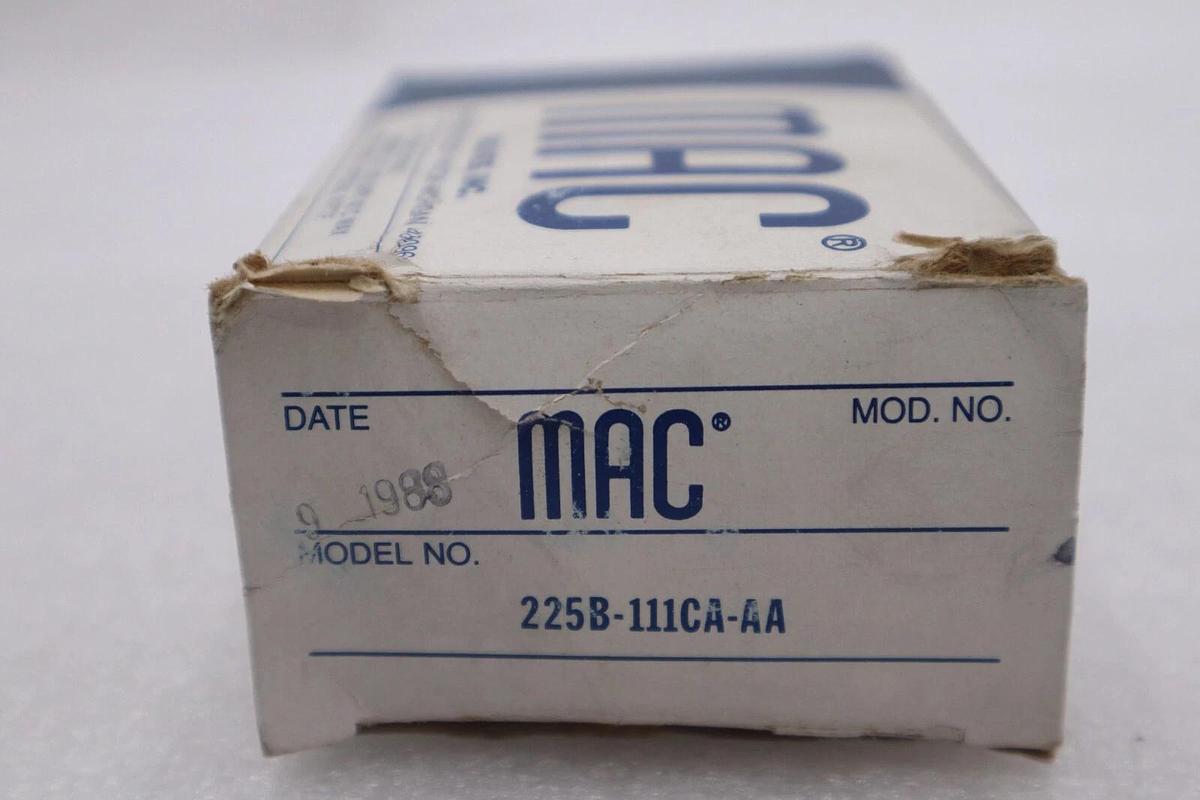 MAC®
DATE
MAC®
MOD. NO.
9 1988
MODEL NO.
225B-111CA-AA